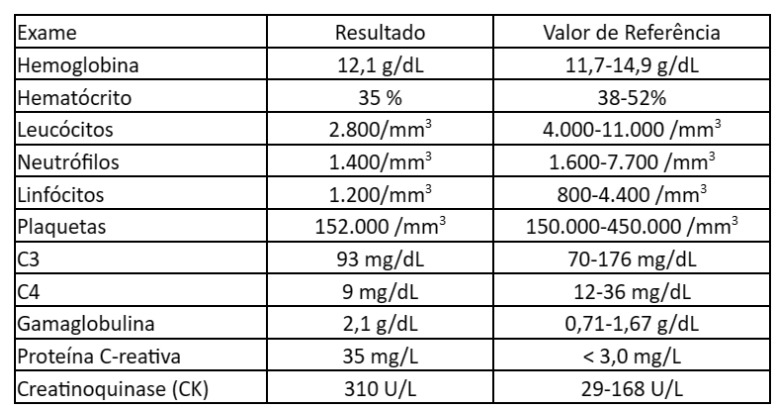 Exame Resultado Valor de Referência
Hemoglobina 12,1 g/dL 11,7-14,9 g/dL
Hematócrito 35 % 38-52%
Leucócitos 2.800/mm³ 4.000-11.000 /mm³
Neutrófilos 1.400/mm³ 1.600-7.700 /mm³
Linfócitos 1.200/mm³ 800-4.400 /mm³
Plaquetas 152.000 /mm³ 150.000-450.000 /mm³
C3 93 mg/dL 70-176 mg/dL
C4 9 mg/dL 12-36 mg/dL
Gamaglobulina 2,1 g/dL 0,71-1,67 g/dL
Proteína C-reativa 35 mg/L < 3,0 mg/L
Creatinoquinase (CK) 310 U/L 29-168 U/L